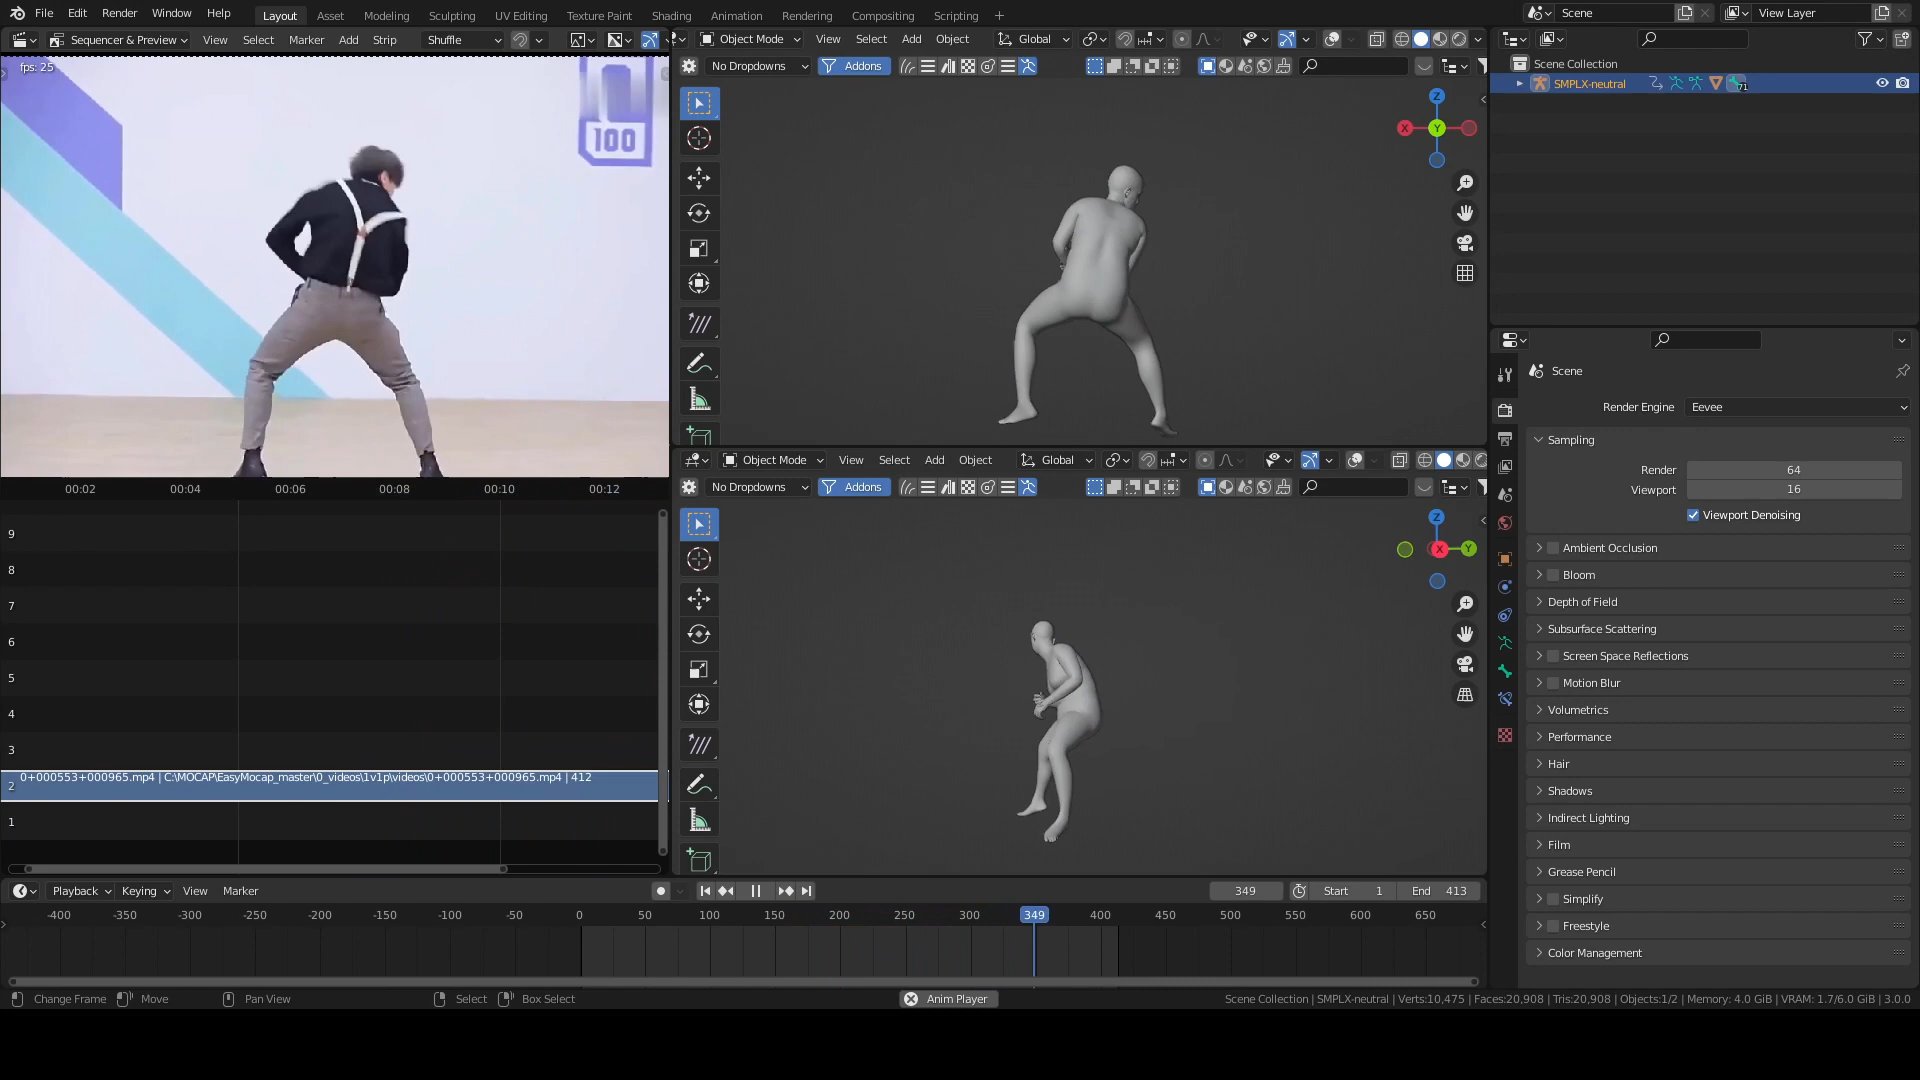 File Edit Render Window Help
Layout Asset Modeling Sculpting UV Editing Texture Paint Shading Animation Rendering Compositing Scripting +
Scene
View Layer
Sequencer & Preview View Select Marker Add Strip Shuffle
Object Mode View Select Add Object Global
No Dropdowns Addons
fps: 25
100
Z
X Y
Scene Collection
SMPLX-neutral 71
Scene
Render Engine Eevee
Sampling
Render 64
Viewport 16
Viewport Denoising
Ambient Occlusion
Bloom
Depth of Field
Subsurface Scattering
Screen Space Reflections
Motion Blur
Volumetrics
Performance
Hair
Shadows
Indirect Lighting
Film
Grease Pencil
Simplify
Freestyle
Color Management
Object Mode View Select Add Object Global
No Dropdowns Addons
Z
X Y
00:02 00:04 00:06 00:08 00:10 00:12
9
8
7
6
5
4
3
0+000553+000965.mp4 | C:\MOCAP\EasyMocap_master\0_videos\1v1p\videos\0+000553+000965.mp4 | 412
2
1
Playback Keying View Marker
349 Start 1 End 413
-400 -350 -300 -250 -200 -150 -100 -50 0 50 100 150 200 250 300 349 400 450 500 550 600 650
Change Frame Move Pan View Select Box Select Anim Player
Scene Collection | SMPLX-neutral | Verts:10,475 | Faces:20,908 | Tris:20,908 | Objects:1/2 | Memory: 4.0 GiB | VRAM: 1.7/6.0 GiB | 3.0.0